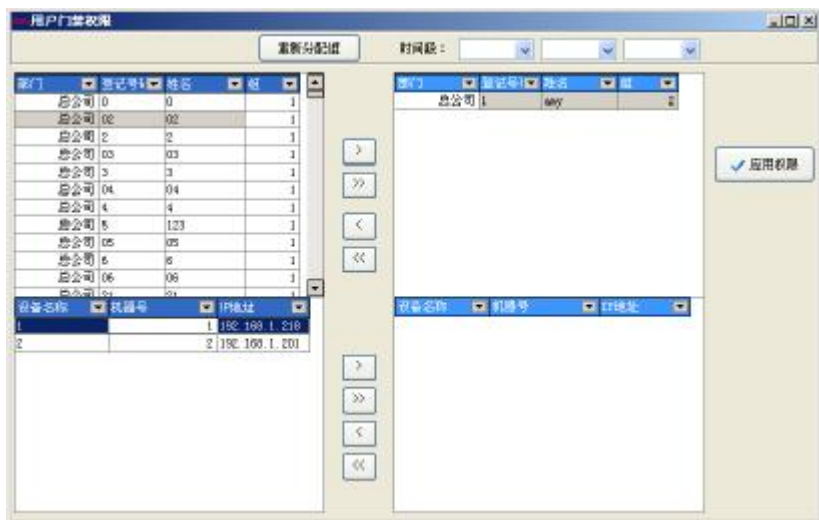 用户门禁权限
重新分配组 时间段：
部门 登记号码 姓名 组
总公司 0 0 1
总公司 02 02 1
总公司 2 2 1
总公司 03 03 1
总公司 3 3 1
总公司 04 04 1
总公司 4 4 1
总公司 5 123 1
总公司 05 05 1
总公司 6 6 1
总公司 06 06 1
总公司 21 21 1
部门 登记号码 姓名 组
总公司 1 amy 2
>
>>
<
<<
应用权限
设备名称 机器号 IP地址
1 1 192.168.1.218
2 2 192.168.1.201
>
>>
<
<<
设备名称 机器号 IP地址